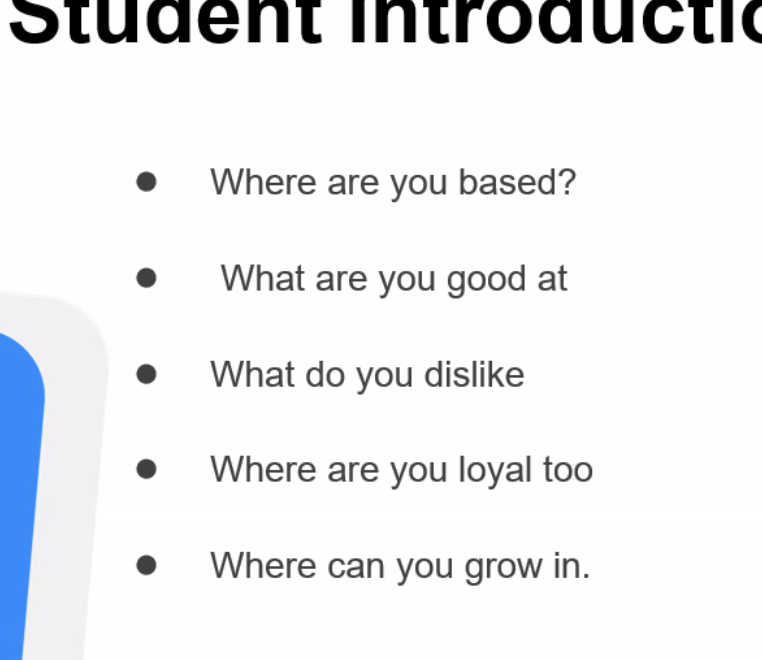 Student Introductio
Where are you based?
What are you good at
What do you dislike
Where are you loyal too
Where can you grow in.